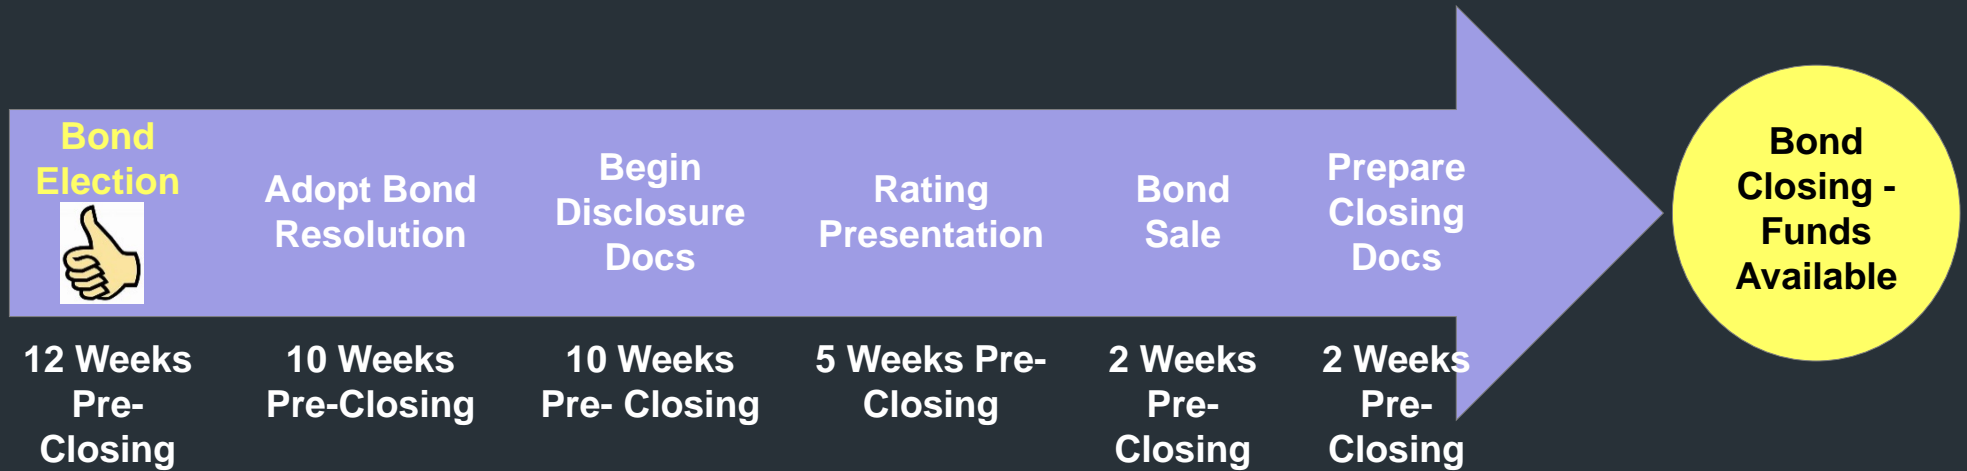 Bond
Election
Adopt Bond
Resolution
Begin
Disclosure
Docs
Rating
Presentation
Bond
Sale
Prepare
Closing
Docs
Bond
Closing -
Funds
Available
12 Weeks
Pre-
Closing
10 Weeks
Pre-Closing
10 Weeks
Pre- Closing
5 Weeks Pre-
Closing
2 Weeks
Pre-
Closing
2 Weeks
Pre-
Closing